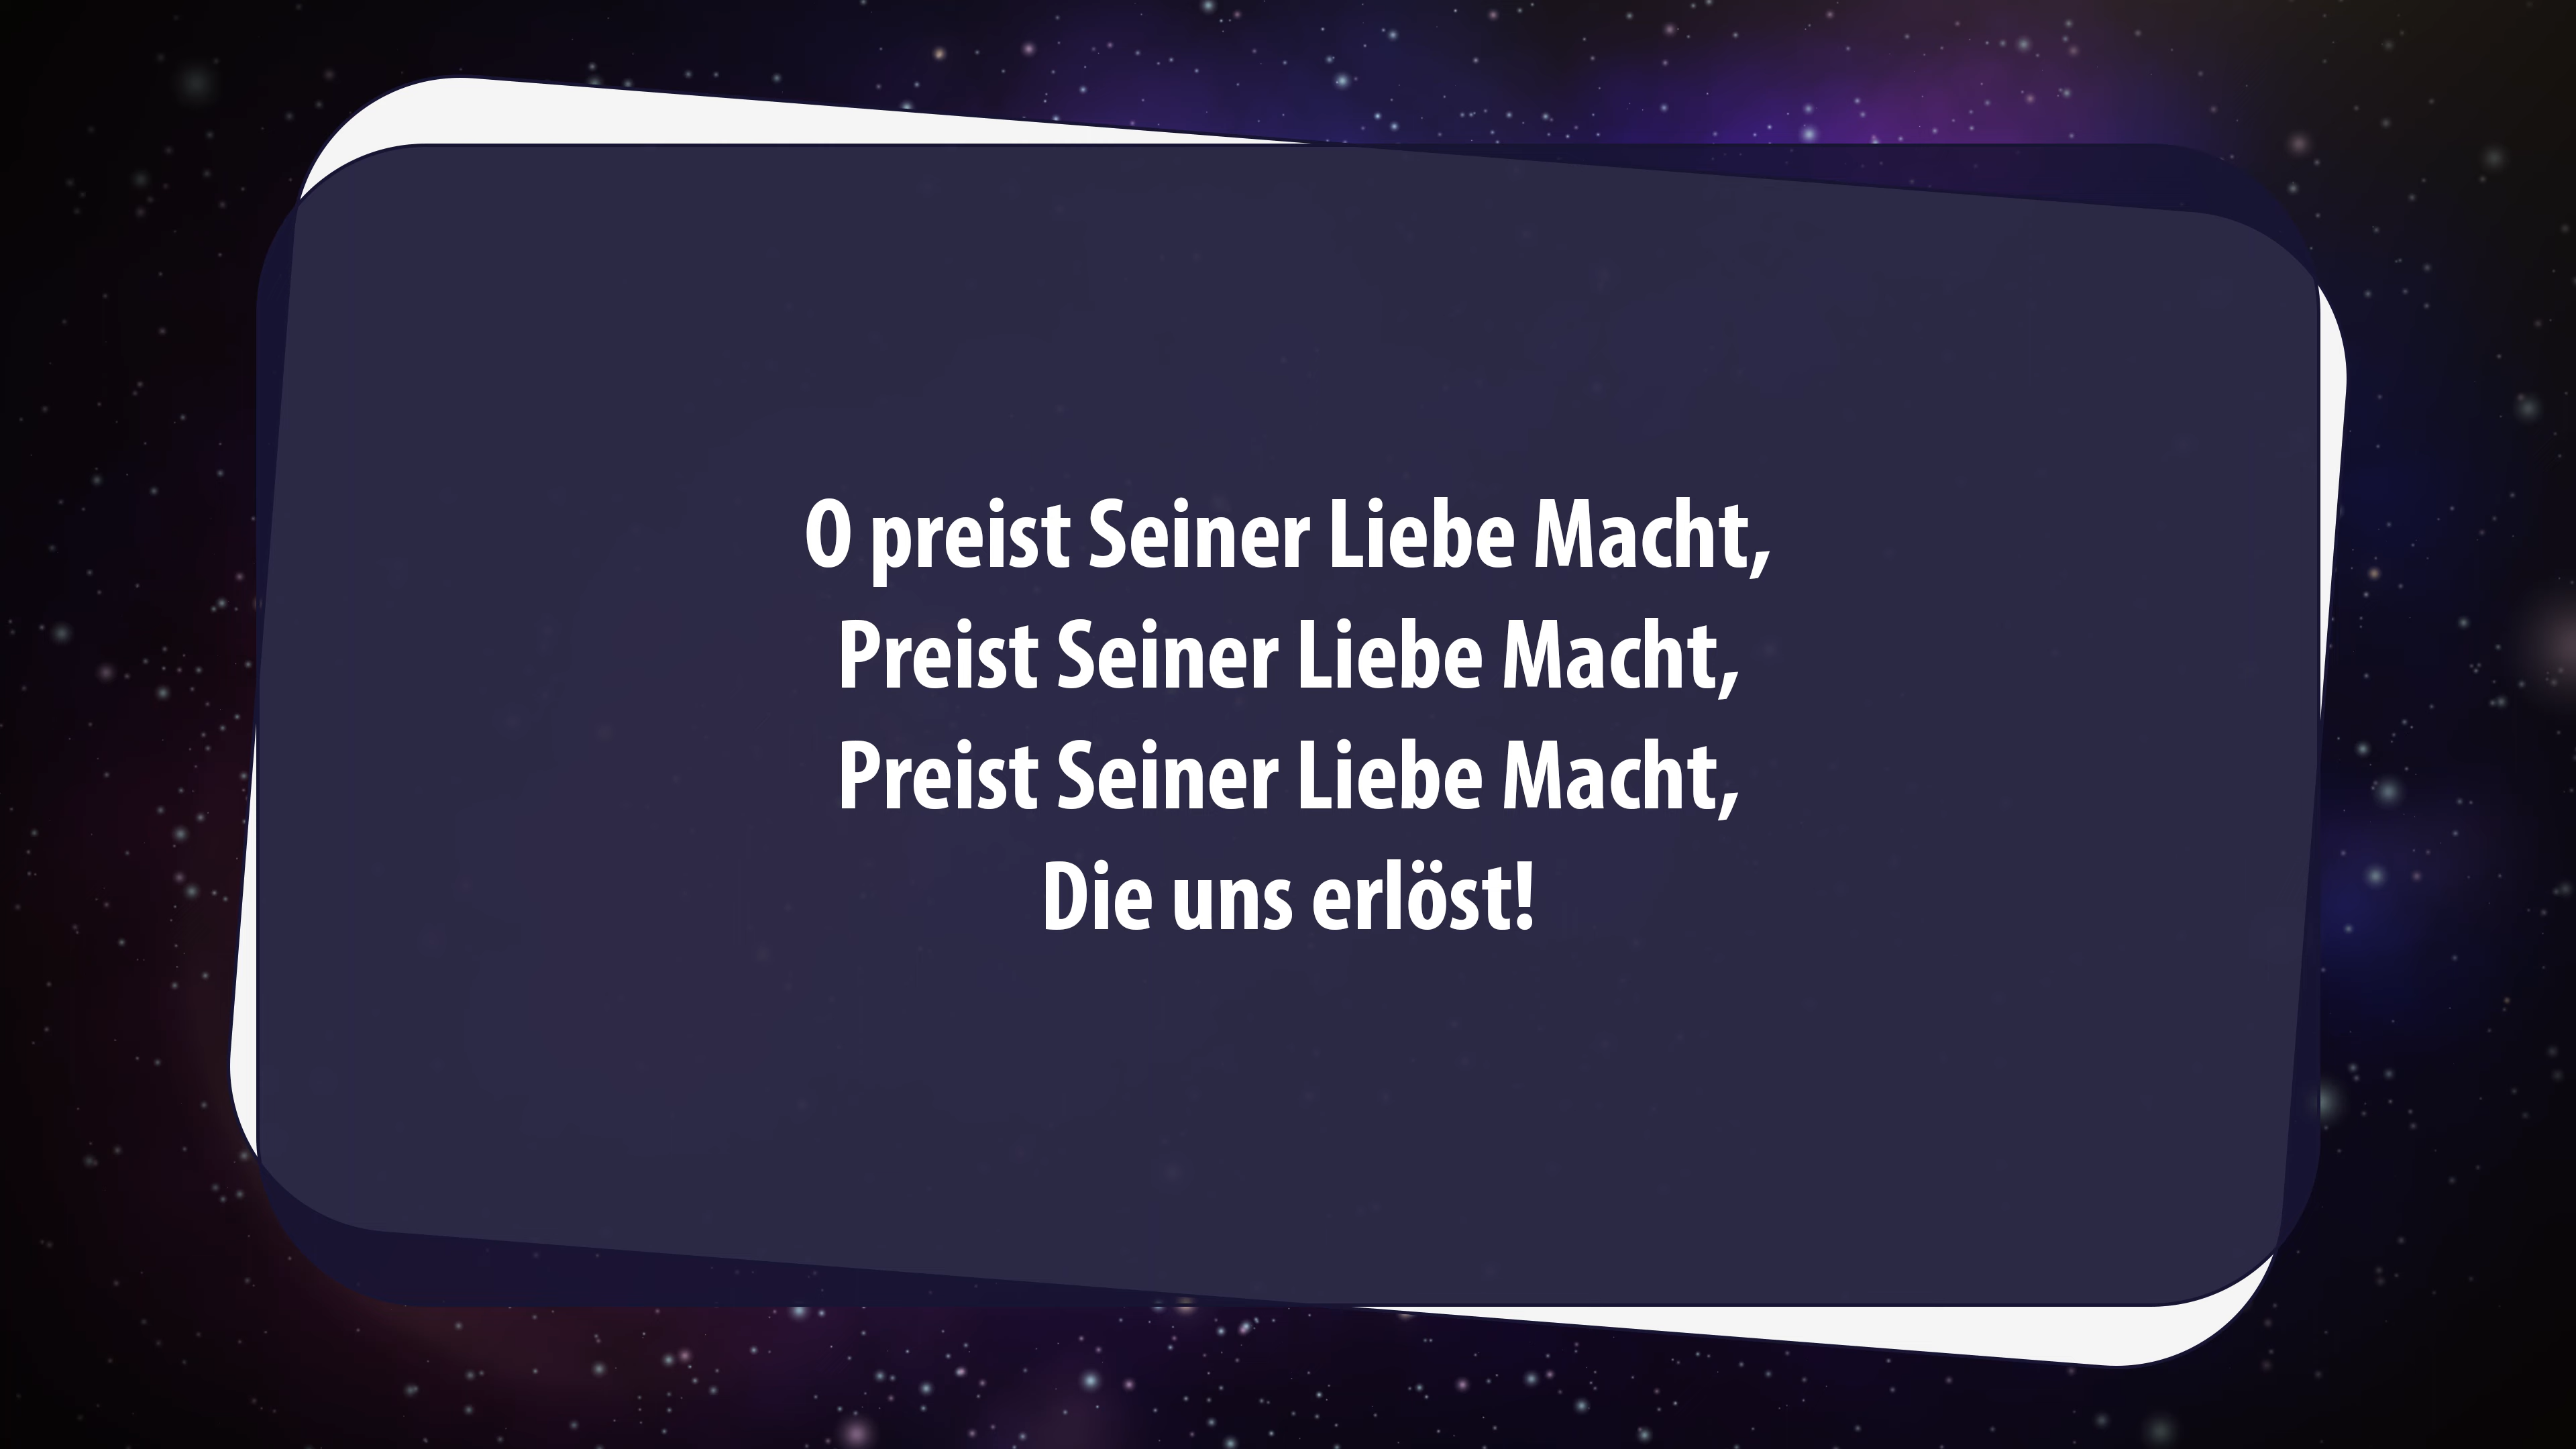 O preist Seiner Liebe Macht,
Preist Seiner Liebe Macht,
Preist Seiner Liebe Macht,
Die uns erlöst!